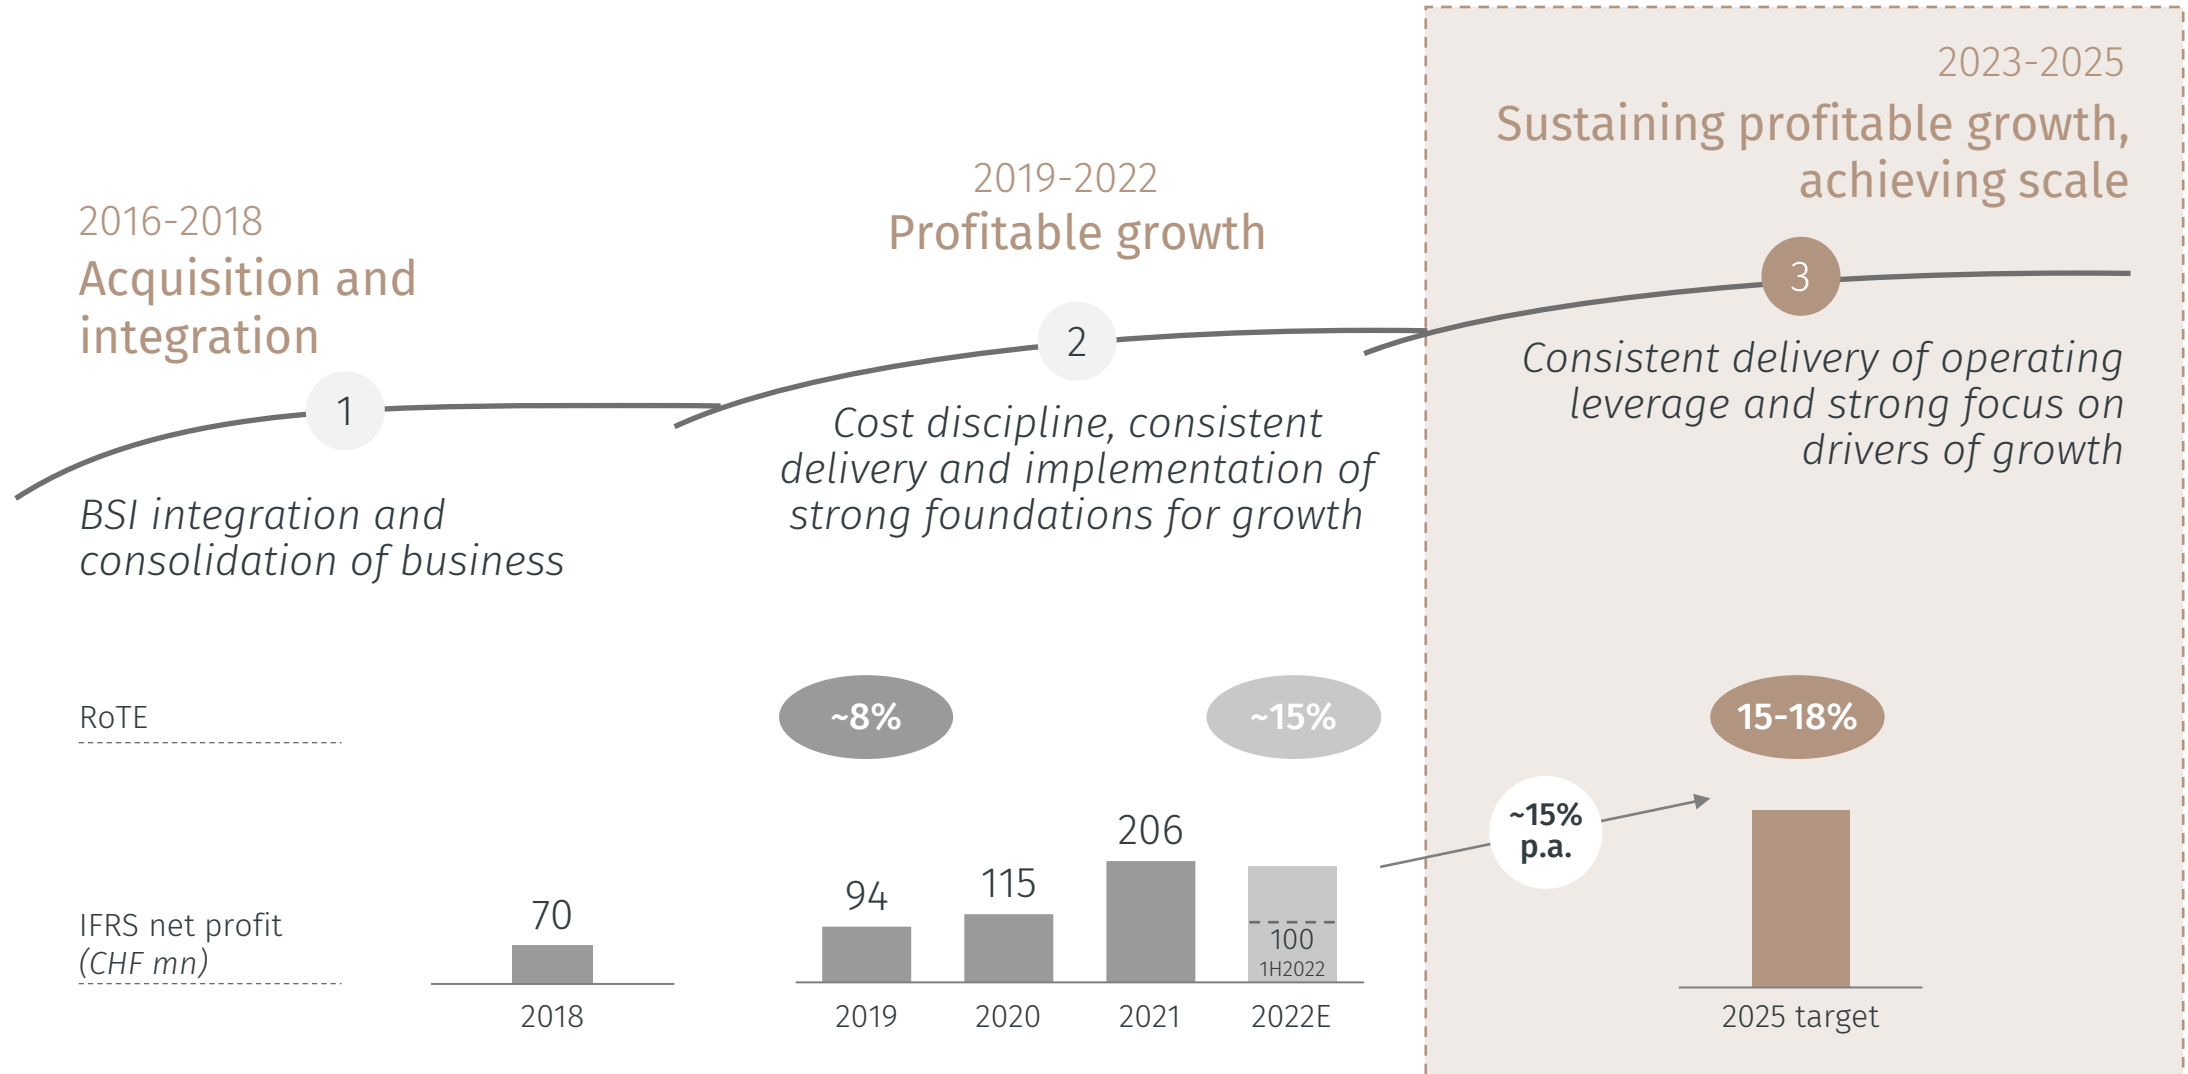 2016-2018
Acquisition and
integration
1
BSI integration and
consolidation of business
2019-2022
Profitable growth
2
Cost discipline, consistent
delivery and implementation of
strong foundations for growth
2023-2025
Sustaining profitable growth,
achieving scale
3
Consistent delivery of operating
leverage and strong focus on
drivers of growth
RoTE
~8%
~15%
15-18%
IFRS net profit
(CHF mn)
70
2018
94
2019
115
2020
206
2021
100
1H2022
2022E
~15%
p.a.
2025 target